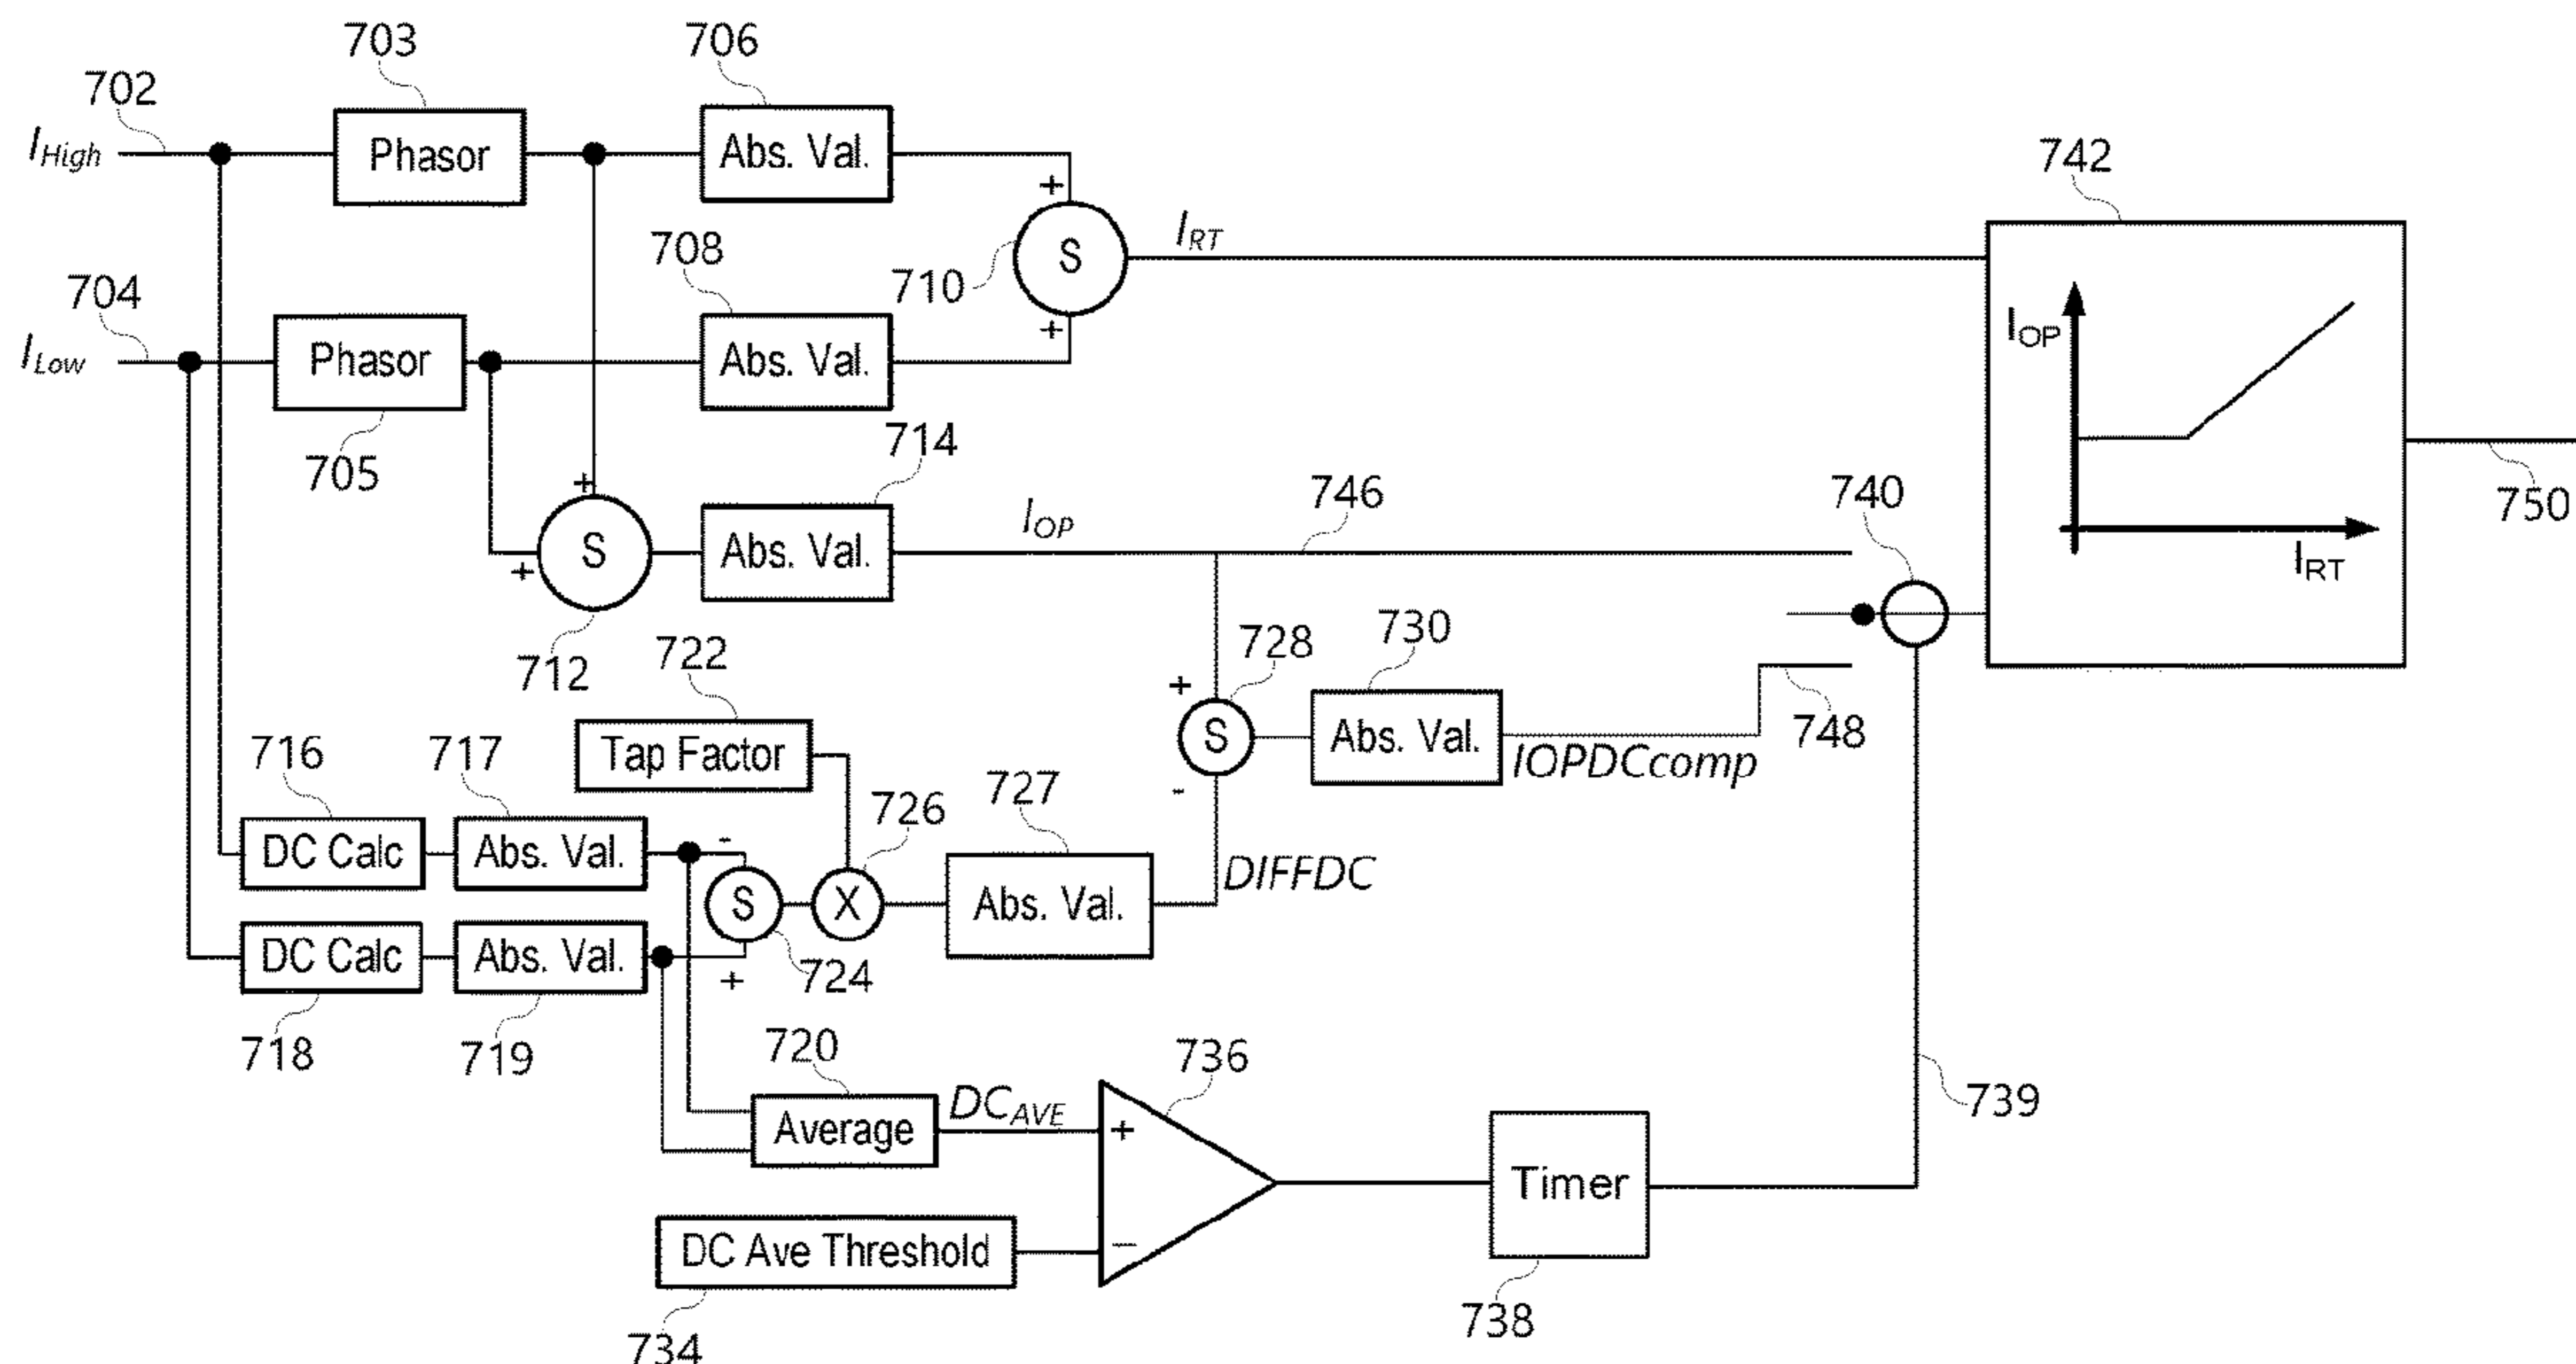 703
706
702
I_High
Phasor
Abs. Val.
742
+
708
I_RT
S
710
704
I_Low
Phasor
Abs. Val.
+
I_OP
714
705
+
I_OP
746
740
750
S
Abs. Val.
+
I_RT
712
722
728
730
+
S
Abs. Val.
748
IOPDCcomp
-
716
717
Tap Factor
726
727
DC Calc
Abs. Val.
-
S
X
Abs. Val.
DIFFDC
DC Calc
Abs. Val.
+
724
718
719
720
736
Average
DC_AVE
+
739
Timer
DC Ave Threshold
−
734
738